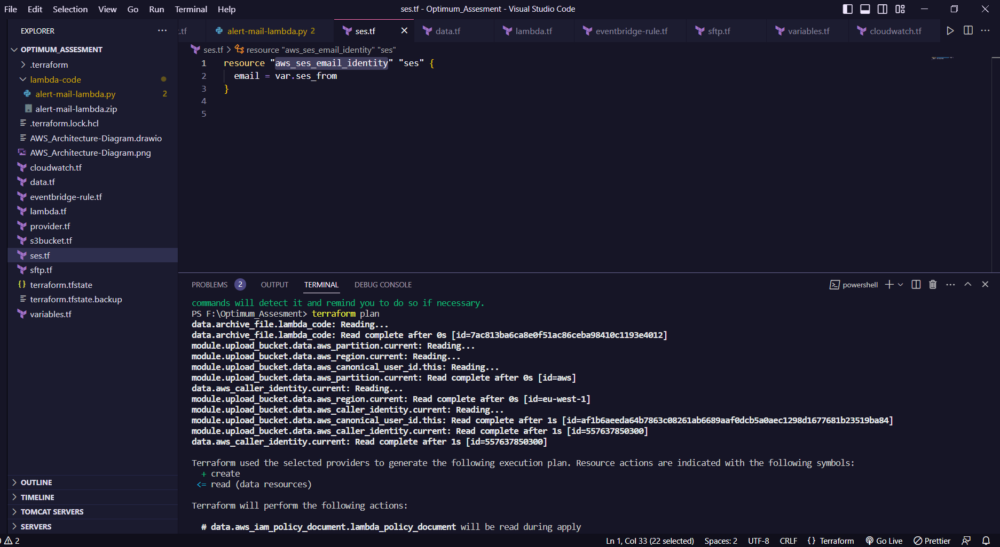 File Edit Selection View Go Run Terminal Help
ses.tf - Optimum_Assesment - Visual Studio Code
EXPLORER
OPTIMUM_ASSESMENT
.terraform
lambda-code
alert-mail-lambda.py 2
alert-mail-lambda.zip
.terraform.lock.hcl
AWS_Architecture-Diagram.drawio
AWS_Architecture-Diagram.png
cloudwatch.tf
data.tf
eventbridge-rule.tf
lambda.tf
provider.tf
s3bucket.tf
ses.tf
sftp.tf
terraform.tfstate
terraform.tfstate.backup
variables.tf
OUTLINE
TIMELINE
TOMCAT SERVERS
SERVERS
.tf alert-mail-lambda.py 2 ses.tf data.tf lambda.tf eventbridge-rule.tf sftp.tf variables.tf cloudwatch.tf
ses.tf > resource "aws_ses_email_identity" "ses"
1 resource "aws_ses_email_identity" "ses" {
2 email = var.ses_from
3 }
4
5
PROBLEMS 2 OUTPUT TERMINAL DEBUG CONSOLE powershell
commands will detect it and remind you to do so if necessary.
PS F:\Optimum_Assesment> terraform plan
data.archive_file.lambda_code: Reading...
data.archive_file.lambda_code: Read complete after 0s [id=7ac813ba6ca8e0f51ac86ceba98410c1193e4012]
module.upload_bucket.data.aws_partition.current: Reading...
module.upload_bucket.data.aws_region.current: Reading...
module.upload_bucket.data.aws_canonical_user_id.this: Reading...
module.upload_bucket.data.aws_partition.current: Read complete after 0s [id=aws]
data.aws_caller_identity.current: Reading...
module.upload_bucket.data.aws_region.current: Read complete after 0s [id=eu-west-1]
module.upload_bucket.data.aws_caller_identity.current: Reading...
module.upload_bucket.data.aws_canonical_user_id.this: Read complete after 1s [id=af1b6aeeda64b7863c08261ab6689aaf0dcb5a0aec1298d1677681b23519ba84]
module.upload_bucket.data.aws_caller_identity.current: Read complete after 1s [id=557637850300]
data.aws_caller_identity.current: Read complete after 1s [id=557637850300]
Terraform used the selected providers to generate the following execution plan. Resource actions are indicated with the following symbols:
+ create
<= read (data resources)
Terraform will perform the following actions:
# data.aws_iam_policy_document.lambda_policy_document will be read during apply
2 Ln 1, Col 33 (22 selected) Spaces: 2 UTF-8 CRLF {} Terraform Go Live Prettier